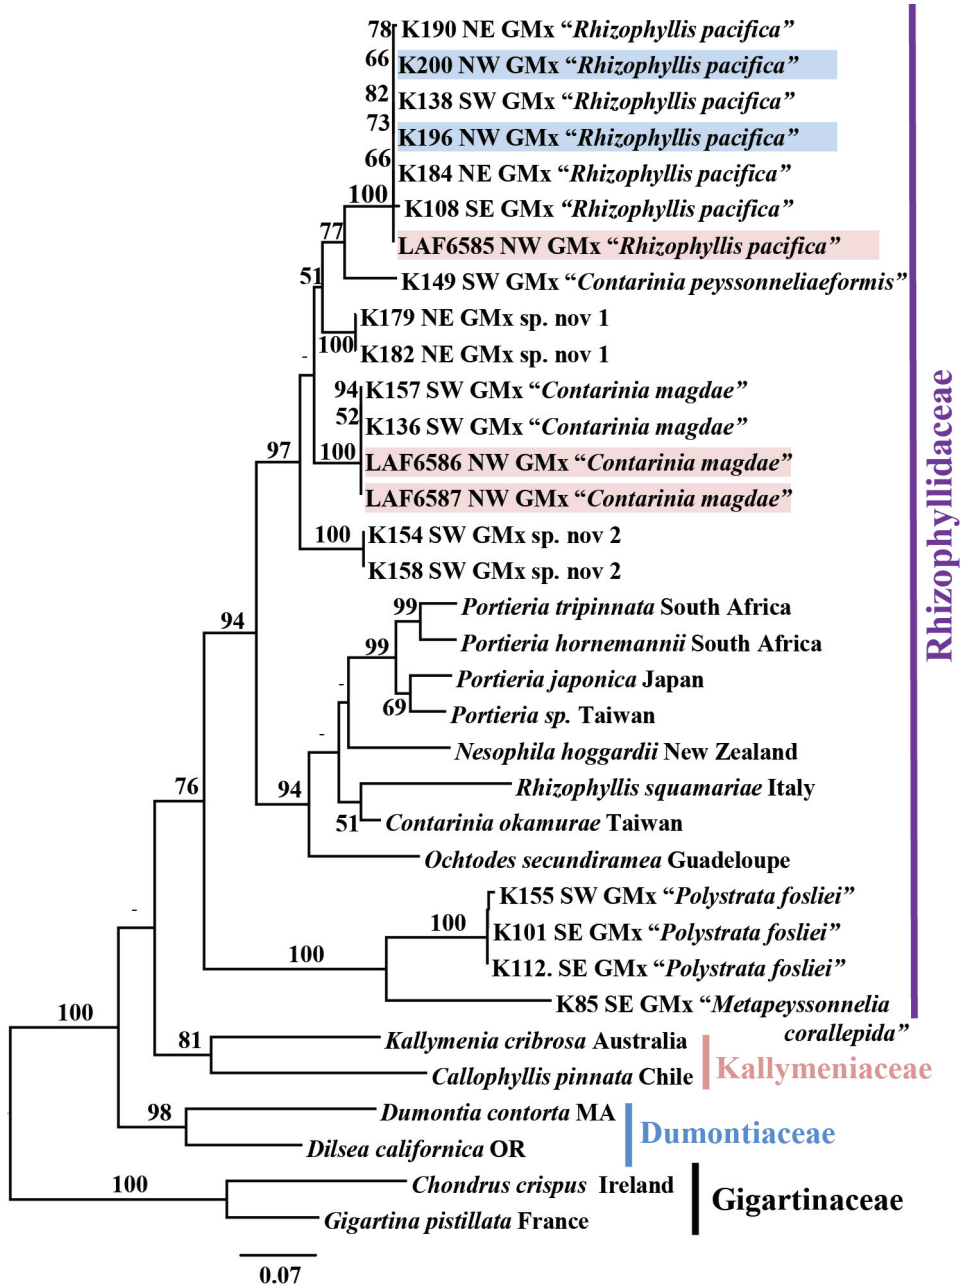 78 K190 NE GMx “Rhizophyllis pacifica”
66 K200 NW GMx “Rhizophyllis pacifica”
82 K138 SW GMx “Rhizophyllis pacifica”
73 K196 NW GMx “Rhizophyllis pacifica”
66 K184 NE GMx “Rhizophyllis pacifica”
100 K108 SE GMx “Rhizophyllis pacifica”
77 LAF6585 NW GMx “Rhizophyllis pacifica”
51 K149 SW GMx “Contarinia peyssonneliaeformis”
K179 NE GMx sp. nov 1
100 K182 NE GMx sp. nov 1
-
94 K157 SW GMx “Contarinia magdae”
52 K136 SW GMx “Contarinia magdae”
97 100 LAF6586 NW GMx “Contarinia magdae”
LAF6587 NW GMx “Contarinia magdae”
100 K154 SW GMx sp. nov 2
K158 SW GMx sp. nov 2
94 99 Portieria tripinnata South Africa
99 Portieria hornemannii South Africa
- Portieria japonica Japan
69 Portieria sp. Taiwan
- Nesophila hoggardii New Zealand
76 94 Rhizophyllis squamariae Italy
51 Contarinia okamurae Taiwan
Ochtodes secundiramea Guadeloupe
- K155 SW GMx “Polystrata fosliei”
100 K101 SE GMx “Polystrata fosliei”
100 K112. SE GMx “Polystrata fosliei”
K85 SE GMx “Metapeyssonnelia
corallepida”
Rhizophyllidaceae
100 81 Kallymenia cribrosa Australia
Callophyllis pinnata Chile
Kallymeniaceae
98 Dumontia contorta MA
Dilsea californica OR
Dumontiaceae
100 Chondrus crispus Ireland
Gigartina pistillata France
Gigartinaceae
0.07